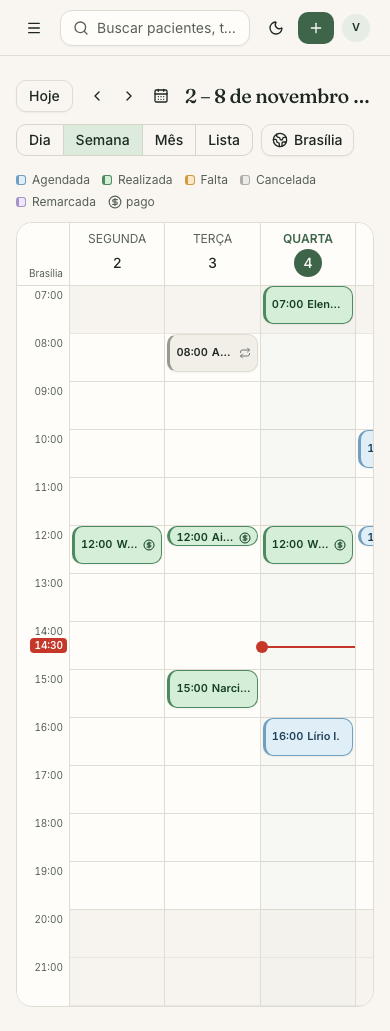 Buscar pacientes, t...
V
Hoje
2 – 8 de novembro ...
Dia Semana Mês Lista Brasília
Agendada Realizada Falta Cancelada
Remarcada pago
SEGUNDA TERÇA QUARTA
Brasília 2 3 4
07:00 07:00 Elen...
08:00 08:00 A...
09:00
10:00 1
11:00
12:00 12:00 W... 12:00 Ai... 12:00 W... 1
13:00
14:00
14:30
15:00 15:00 Narci...
16:00 16:00 Lírio I.
17:00
18:00
19:00
20:00
21:00